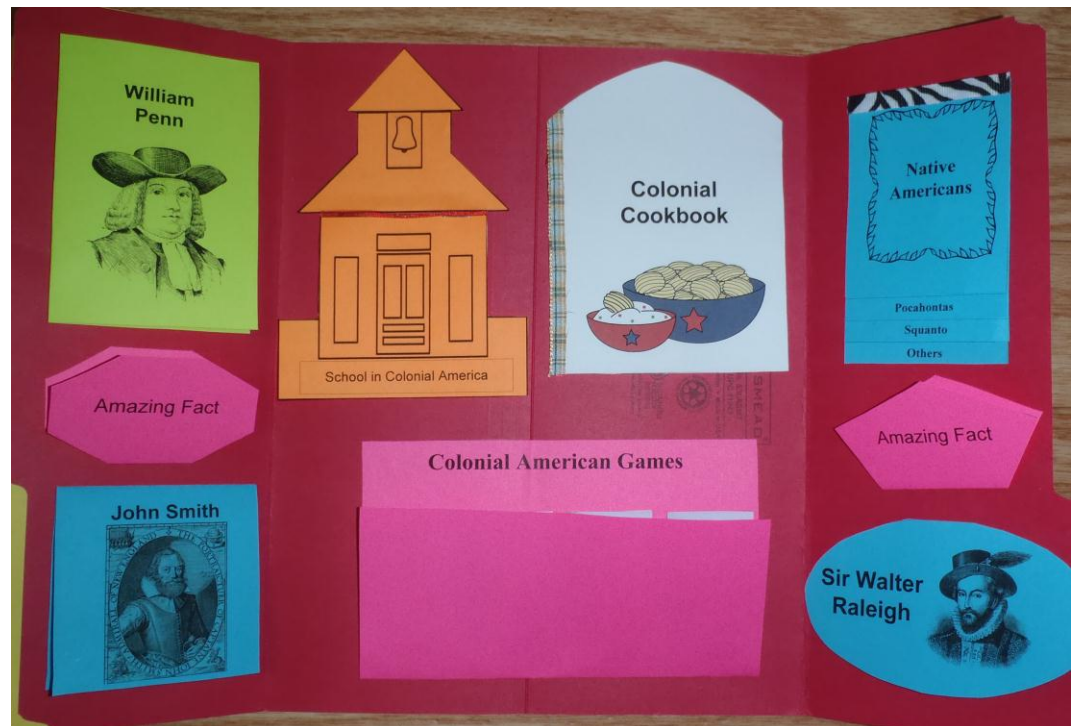 William
Penn
Amazing Fact
John Smith
School in Colonial America
Colonial
Cookbook
Colonial American Games
SMEAD
Native
Americans
Pocahontas
Squanto
Others
Amazing Fact
Sir Walter
Raleigh